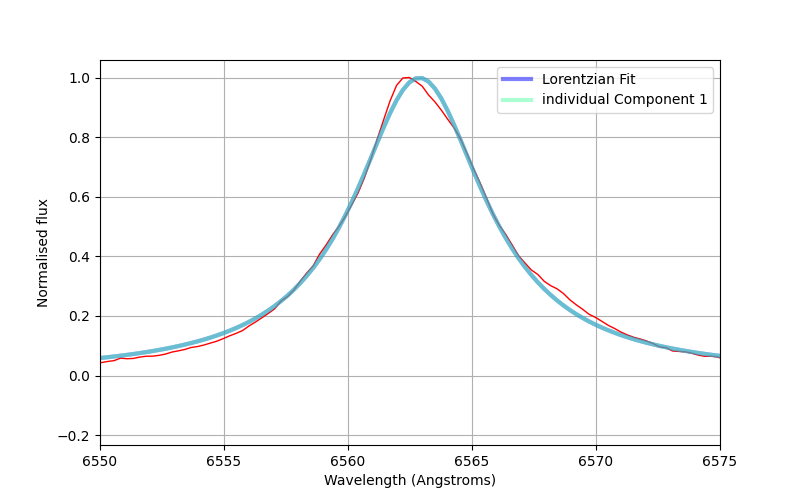 Lorentzian Fit
individual Component 1
1.0
0.8
0.6
0.4
0.2
0.0
−0.2
Normalised flux
6550 6555 6560 6565 6570 6575
Wavelength (Angstroms)